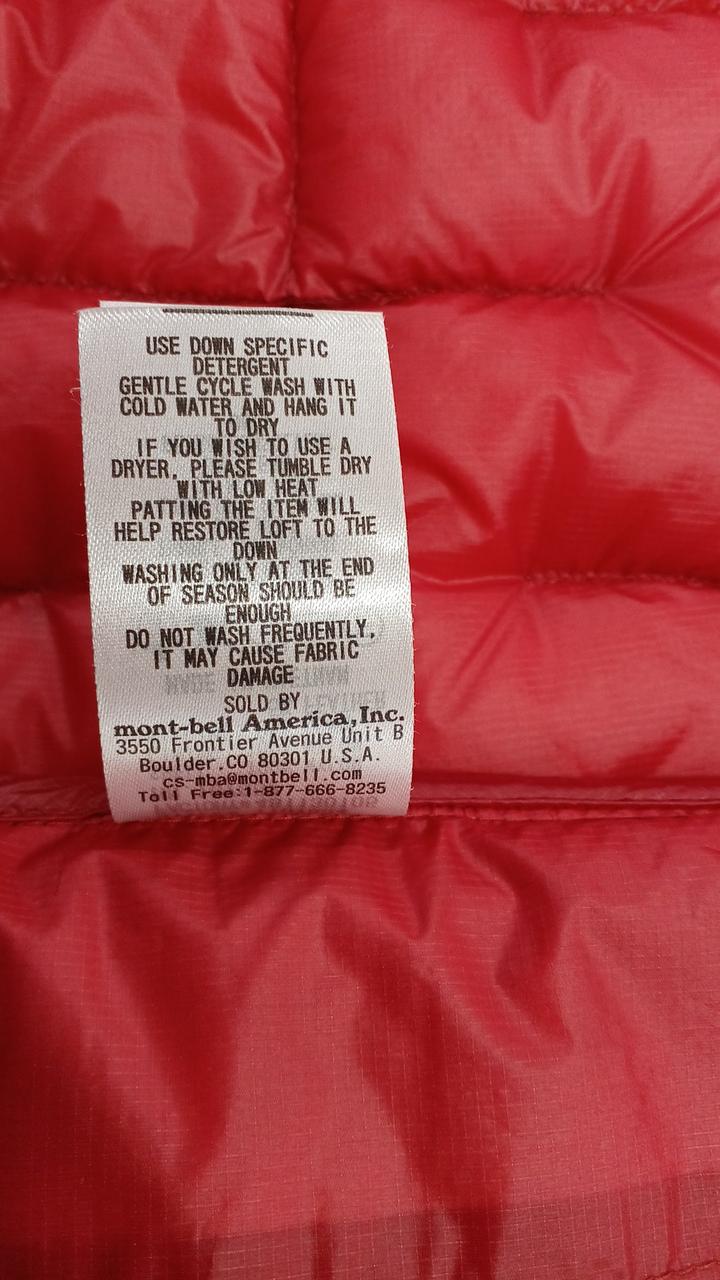 USE DOWN SPECIFIC
DETERGENT
GENTLE CYCLE WASH WITH
COLD WATER AND HANG IT
TO DRY
IF YOU WISH TO USE A
DRYER, PLEASE TUMBLE DRY
WITH LOW HEAT
PATTING THE ITEM WILL
HELP RESTORE LOFT TO THE
DOWN
WASHING ONLY AT THE END
OF SEASON SHOULD BE
ENOUGH
DO NOT WASH FREQUENTLY,
IT MAY CAUSE FABRIC
DAMAGE
SOLD BY
mont-bell America,Inc.
3550 Frontier Avenue Unit B
Boulder.CO 80301 U.S.A.
cs-mba@montbell.com
Toll Free:1-877-666-8235